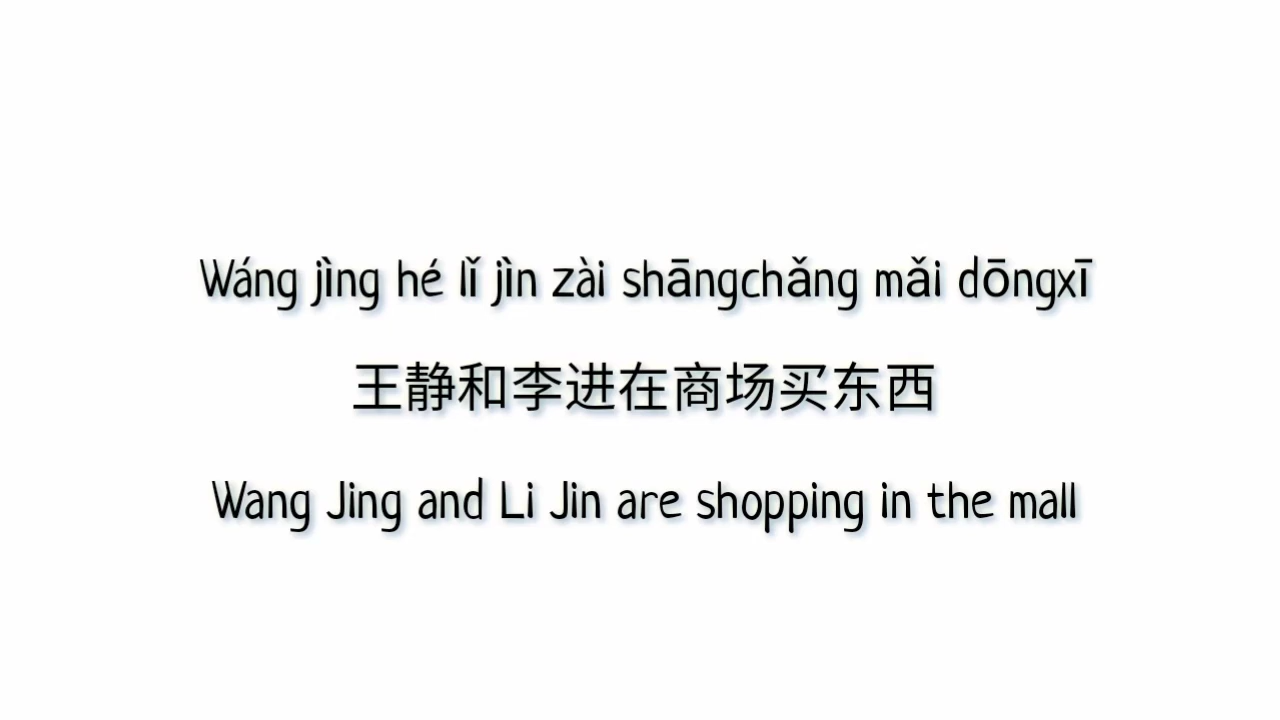 Wáng jìng hé lǐ jìn zài shāngchǎng mǎi dōngxī
王静和李进在商场买东西
Wang Jing and Li Jin are shopping in the mall